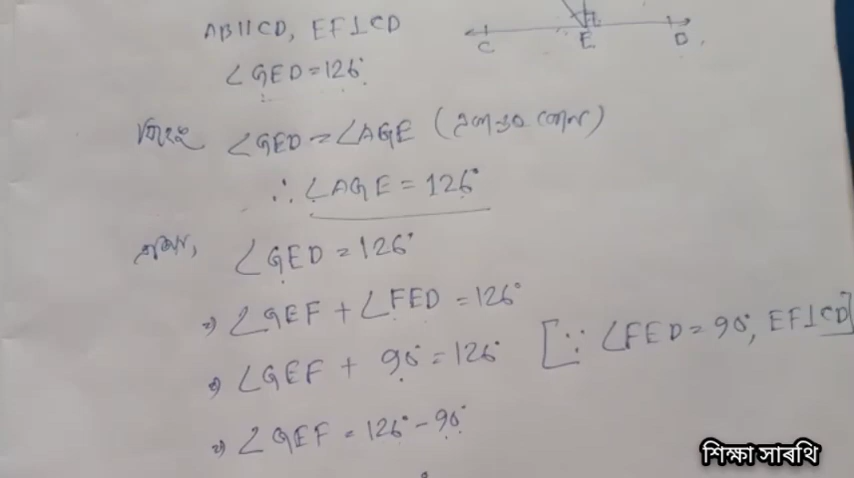 AB||CD, EF⊥CD
C E D
∠GED=126°
∠GED = ∠AGE (
∴ ∠AGE = 126°
∠GED = 126°
⇒ ∠GEF + ∠FED = 126°
⇒ ∠GEF + 90° = 126° [∵ ∠FED = 90°, EF⊥CD]
⇒ ∠GEF = 126° - 90°
শিক্ষা সাৰথি